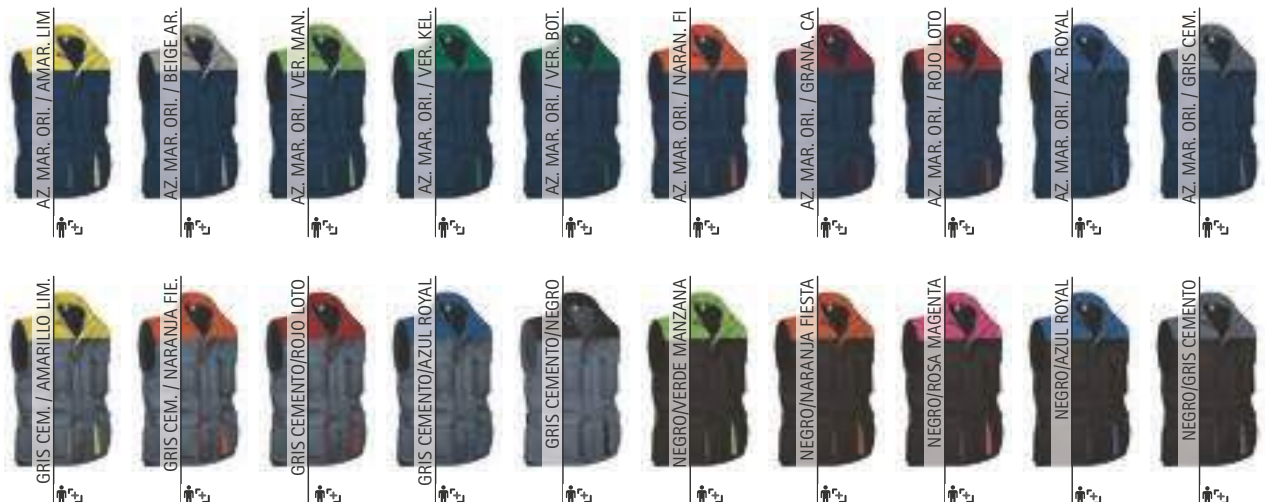 AZ. MAR. ORI. / AMAR. LIM
AZ. MAR. ORI. / BEIGE AR.
AZ. MAR. ORI. / VER. MAN.
AZ. MAR. ORI. / VER. KEL.
AZ. MAR. ORI. / VER. BOT.
AZ. MAR. ORI. / NARAN. FI
AZ. MAR. ORI. / GRANA. CA
AZ. MAR. ORI. / ROJO LOTO
AZ. MAR. ORI. / AZ. ROYAL
AZ. MAR. ORI. / GRIS CEM.
GRIS CEM. / AMARILLO LIM.
GRIS CEM. / NARANJA FIE.
GRIS CEMENTO/ROJO LOTO
GRIS CEMENTO/AZUL ROYAL
GRIS CEMENTO/NEGRO
NEGRO/VERDE MANZANA
NEGRO/NARANJA FIESTA
NEGRO/ROSA MAGENTA
NEGRO/AZUL ROYAL
NEGRO/GRIS CEMENTO